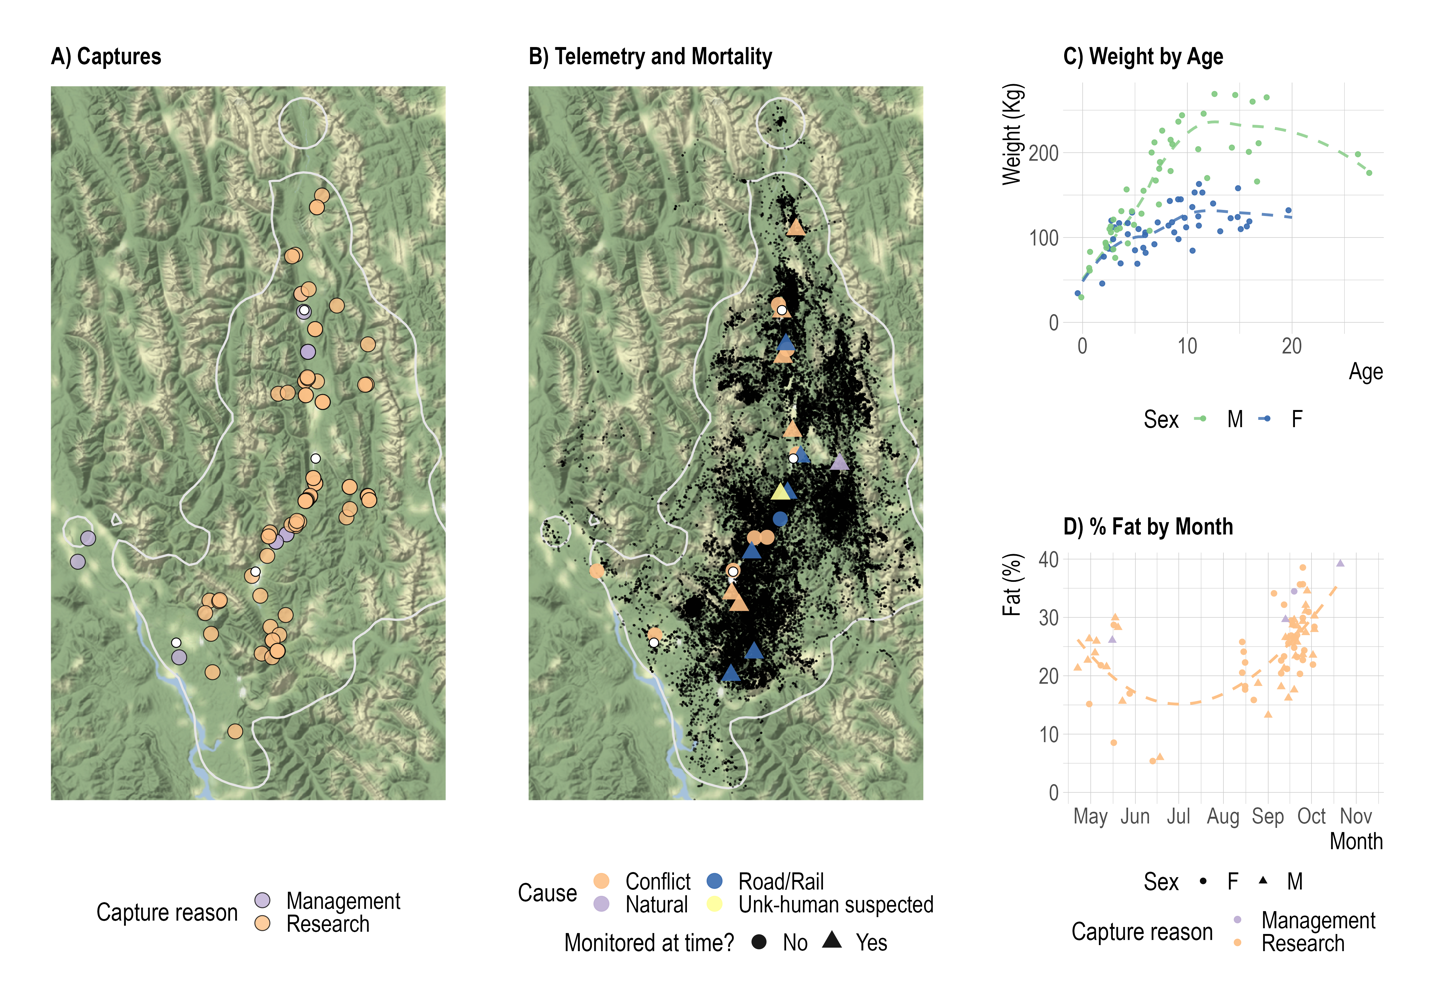 A) Captures
B) Telemetry and Mortality
C) Weight by Age
Weight (Kg)
200
100
0
0 10 20
Age
Sex M F
D) % Fat by Month
Fat (%)
40
30
20
10
0
May Jun Jul Aug Sep Oct Nov
Month
Sex F M
Capture reason
Management
Research
Capture reason
Management
Research
Cause
Conflict Road/Rail
Natural Unk-human suspected
Monitored at time? No Yes